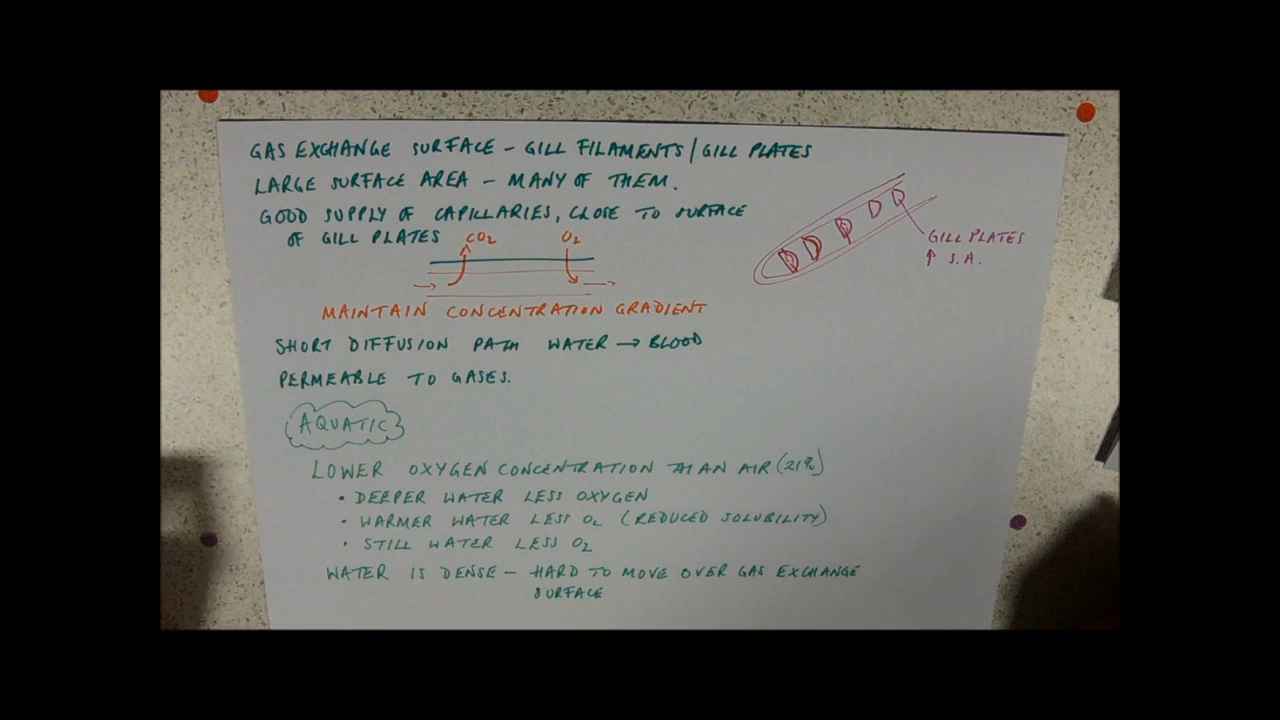 GAS EXCHANGE SURFACE - GILL FILAMENTS/GILL PLATES
LARGE SURFACE AREA - MANY OF THEM.
GOOD SUPPLY OF CAPILLARIES, CLOSE TO SURFACE
OF GILL PLATES
CO2 O2
GILL PLATES
↑ S.A.
MAINTAIN CONCENTRATION GRADIENT
SHORT DIFFUSION PATH WATER → BLOOD
PERMEABLE TO GASES.
AQUATIC
LOWER OXYGEN CONCENTRATION THAN AIR (21%)
• DEEPER WATER LESS OXYGEN
• WARMER WATER LESS O2 (REDUCED SOLUBILITY)
• STILL WATER LESS O2
WATER IS DENSE - HARD TO MOVE OVER GAS EXCHANGE
SURFACE